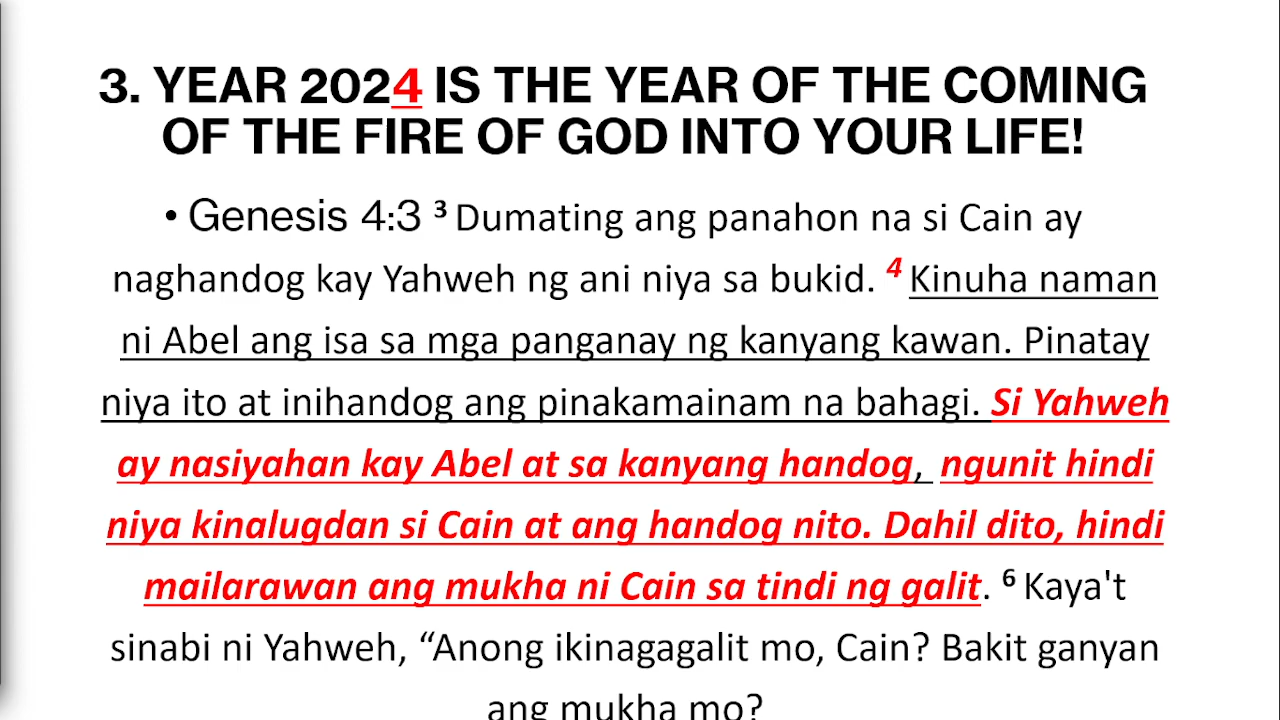 3. YEAR 2024 IS THE YEAR OF THE COMING
OF THE FIRE OF GOD INTO YOUR LIFE!
• Genesis 4:3 ³ Dumating ang panahon na si Cain ay
naghandog kay Yahweh ng ani niya sa bukid. ⁴ Kinuha naman
ni Abel ang isa sa mga panganay ng kanyang kawan. Pinatay
niya ito at inihandog ang pinakamainam na bahagi. Si Yahweh
ay nasiyahan kay Abel at sa kanyang handog, ngunit hindi
niya kinalugdan si Cain at ang handog nito. Dahil dito, hindi
mailarawan ang mukha ni Cain sa tindi ng galit. ⁶ Kaya't
sinabi ni Yahweh, “Anong ikinagagalit mo, Cain? Bakit ganyan
ang mukha mo?